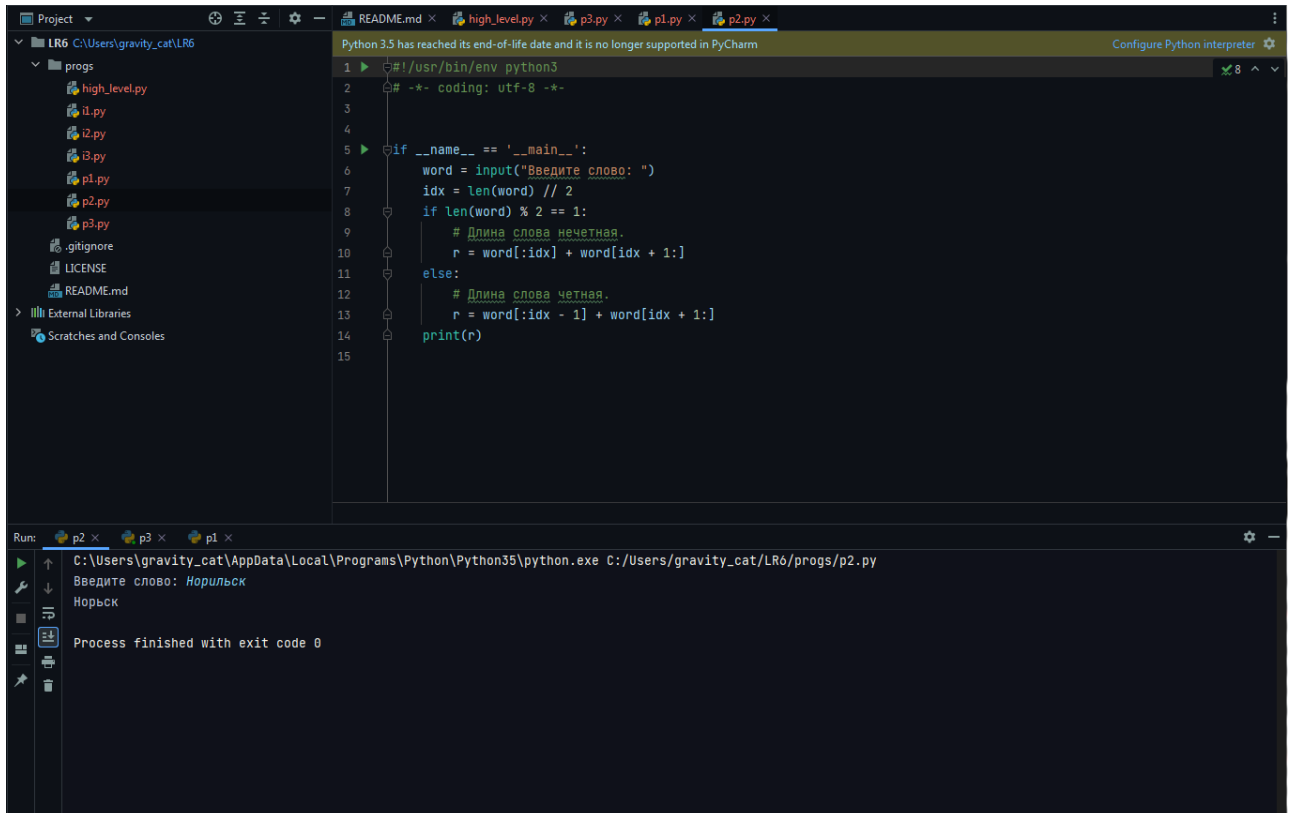 Project
README.md
high_level.py
p3.py
p1.py
p2.py
LR6 C:\Users\gravity_cat\LR6
progs
high_level.py
i1.py
i2.py
i3.py
p1.py
p2.py
p3.py
.gitignore
LICENSE
README.md
External Libraries
Scratches and Consoles
Python 3.5 has reached its end-of-life date and it is no longer supported in PyCharm
Configure Python interpreter
8
1 #!/usr/bin/env python3
2 # -*- coding: utf-8 -*-
3
4
5 if __name__ == '__main__':
6 word = input("Введите слово: ")
7 idx = len(word) // 2
8 if len(word) % 2 == 1:
9 # Длина слова нечетная.
10 r = word[:idx] + word[idx + 1:]
11 else:
12 # Длина слова четная.
13 r = word[:idx - 1] + word[idx + 1:]
14 print(r)
15
Run: p2 p3 p1
C:\Users\gravity_cat\AppData\Local\Programs\Python\Python35\python.exe C:/Users/gravity_cat/LR6/progs/p2.py
Введите слово: Норильск
Норьск
Process finished with exit code 0